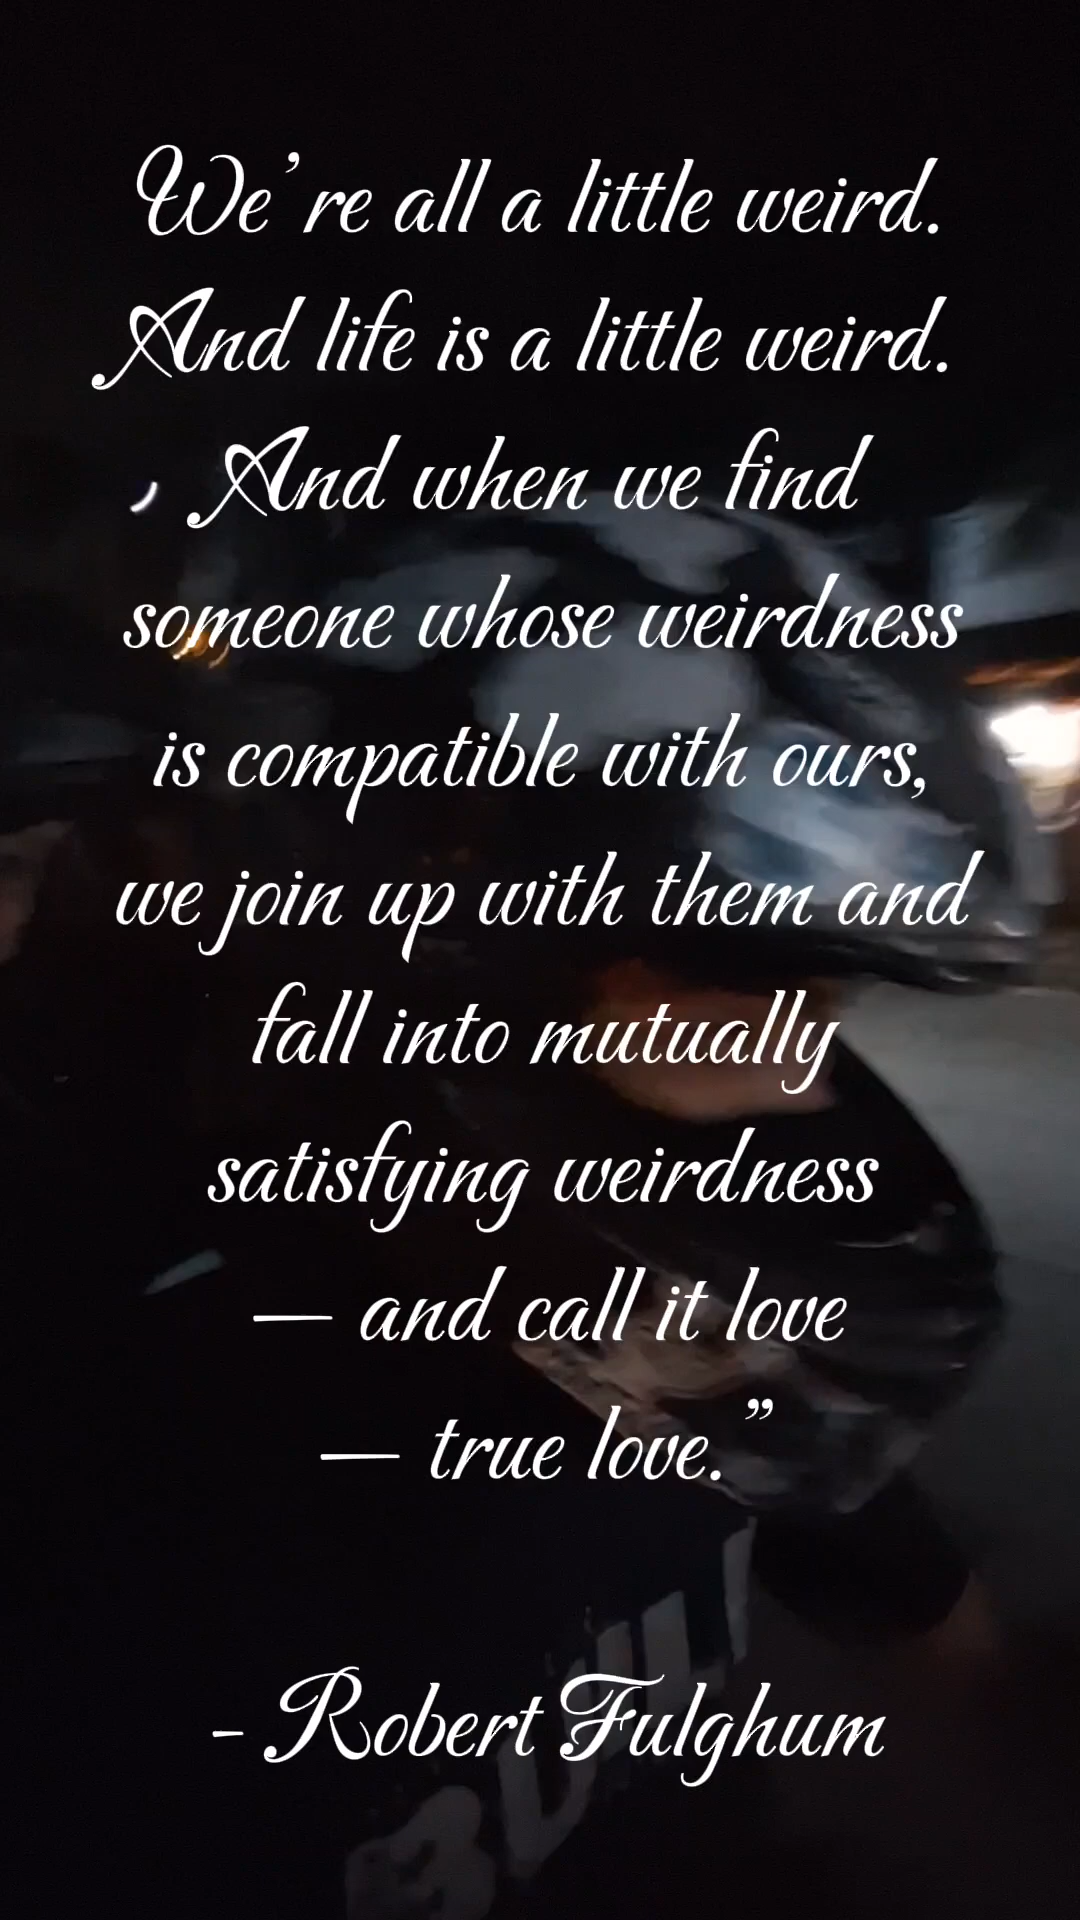 We're all a little weird.
And life is a little weird.
And when we find
someone whose weirdness
is compatible with ours,
we join up with them and
fall into mutually
satisfying weirdness
— and call it love
— true love.”
- Robert Fulghum